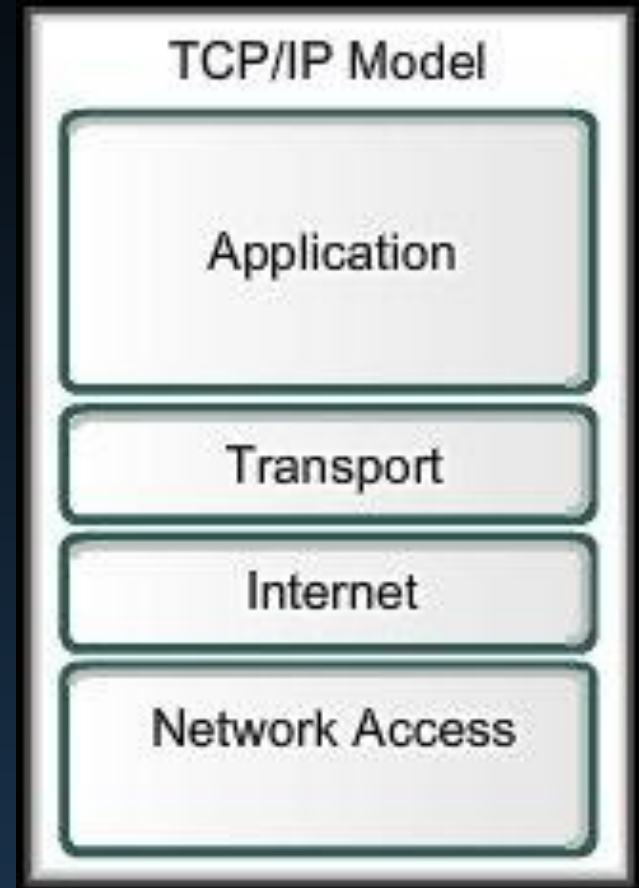 TCP/IP Model
Application
Transport
Internet
Network Access